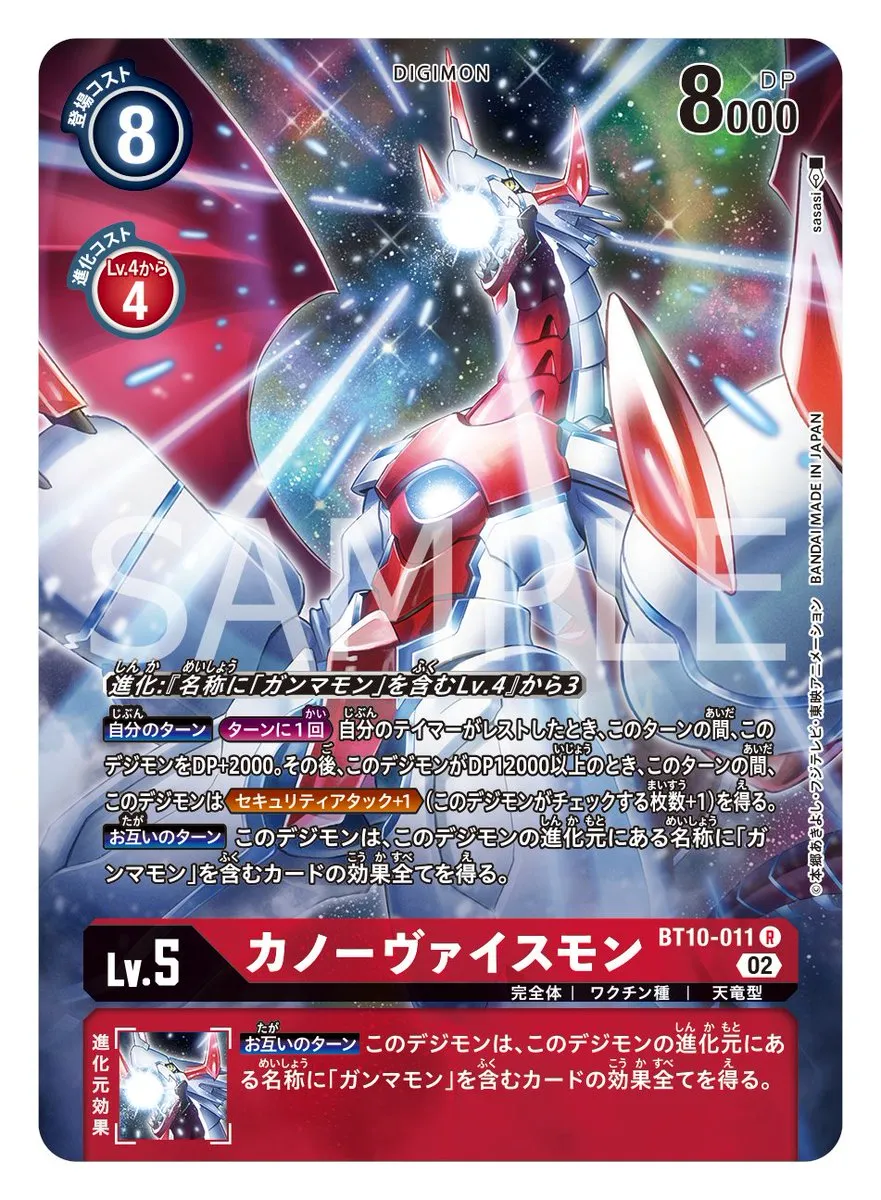 DIGIMON
登場コスト
8
DP
8000
進化コスト
Lv.4から
4
sasasi
SAMPLE
©本郷あきよし・フジテレビ・東映アニメーション BANDAI MADE IN JAPAN
進化:『名称に「ガンマモン」を含むLv.4』から3
自分のターン ターンに1回 自分のテイマーがレストしたとき、このターンの間、この
デジモンをDP+2000。その後、このデジモンがDP12000以上のとき、このターンの間、
このデジモンは セキュリティアタック+1 (このデジモンがチェックする枚数+1)を得る。
お互いのターン このデジモンは、このデジモンの進化元にある名称に「ガ
ンマモン」を含むカードの効果全てを得る。
Lv.5
カノーヴァイスモン
BT10-011 R
02
完全体 | ワクチン種 | 天竜型
進化元効果
お互いのターン このデジモンは、このデジモンの進化元にあ
る名称に「ガンマモン」を含むカードの効果全てを得る。